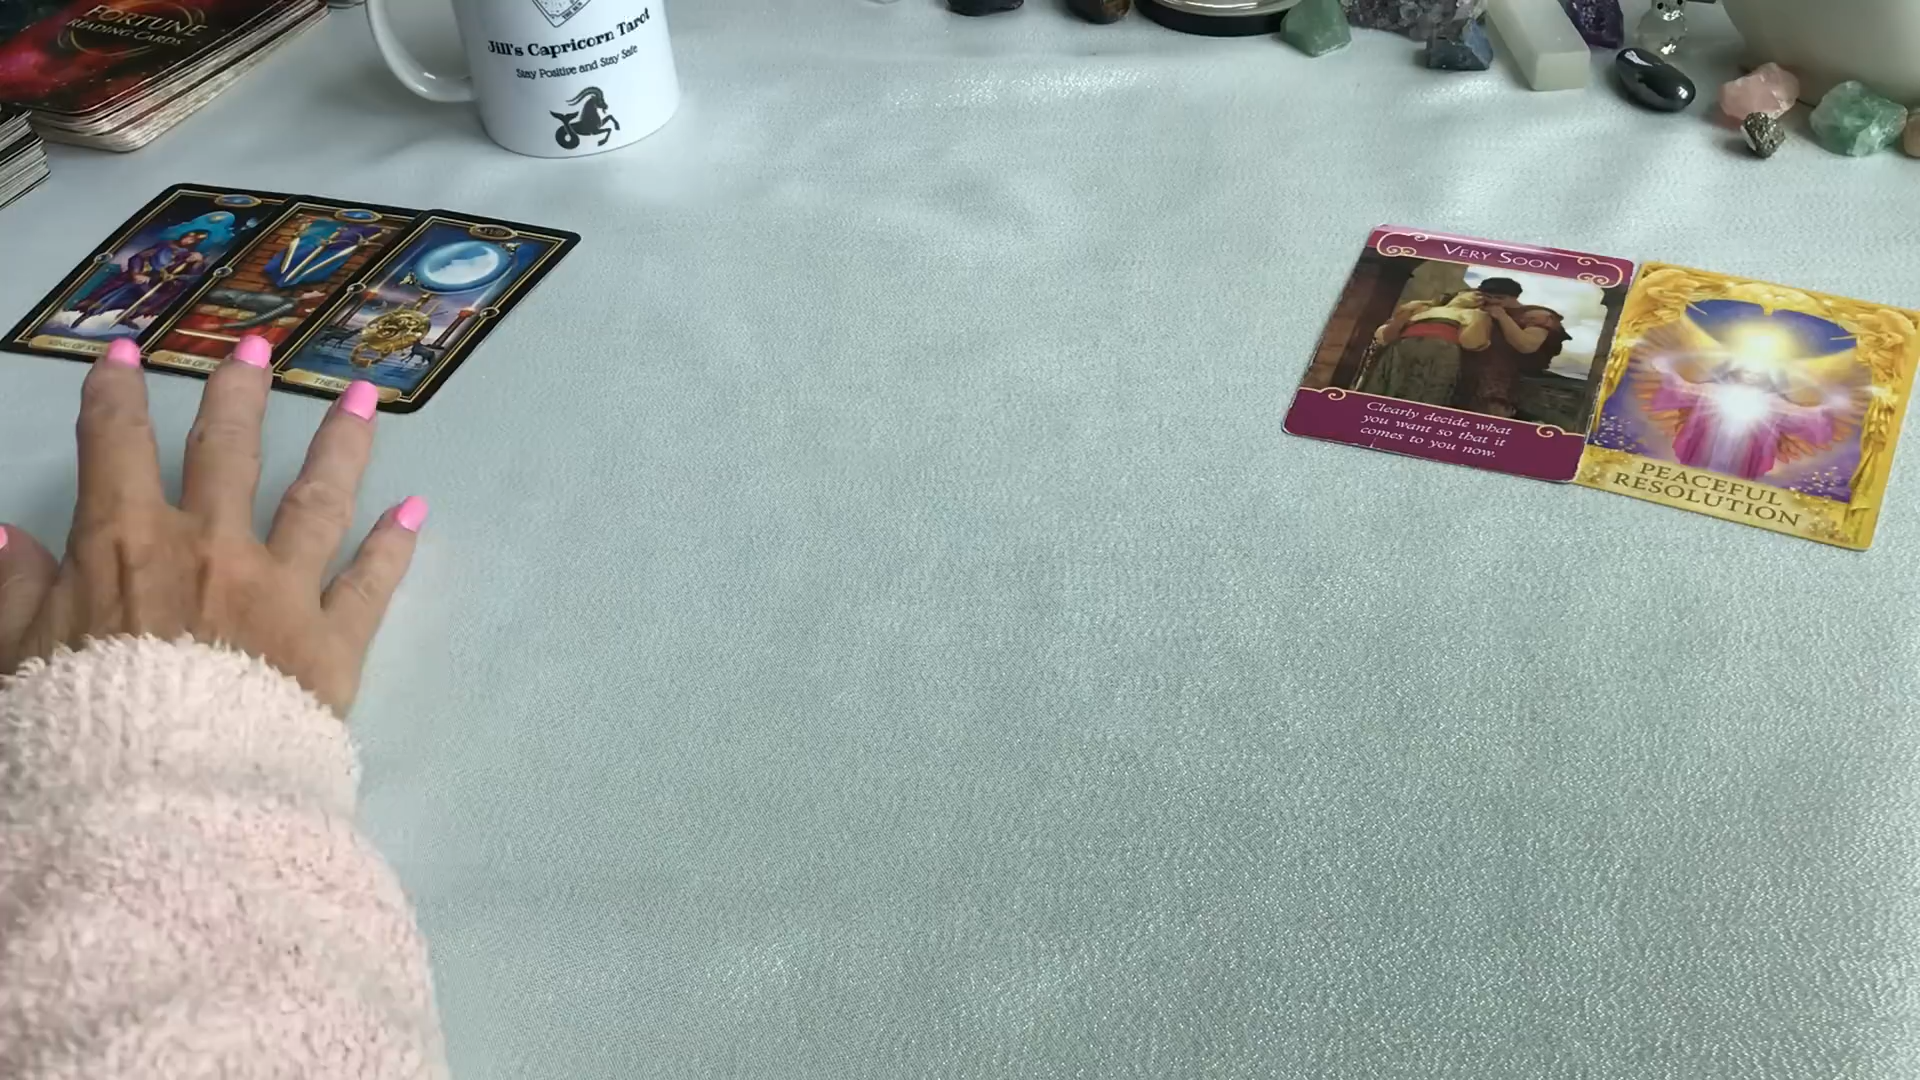 FORTUNE
READING CARDS
Jill's Capricorn Tarot
Stay Positive and Stay Safe
XVIII
VERY SOON
Clearly decide what
you want so that it
comes to you now.
PEACEFUL
RESOLUTION